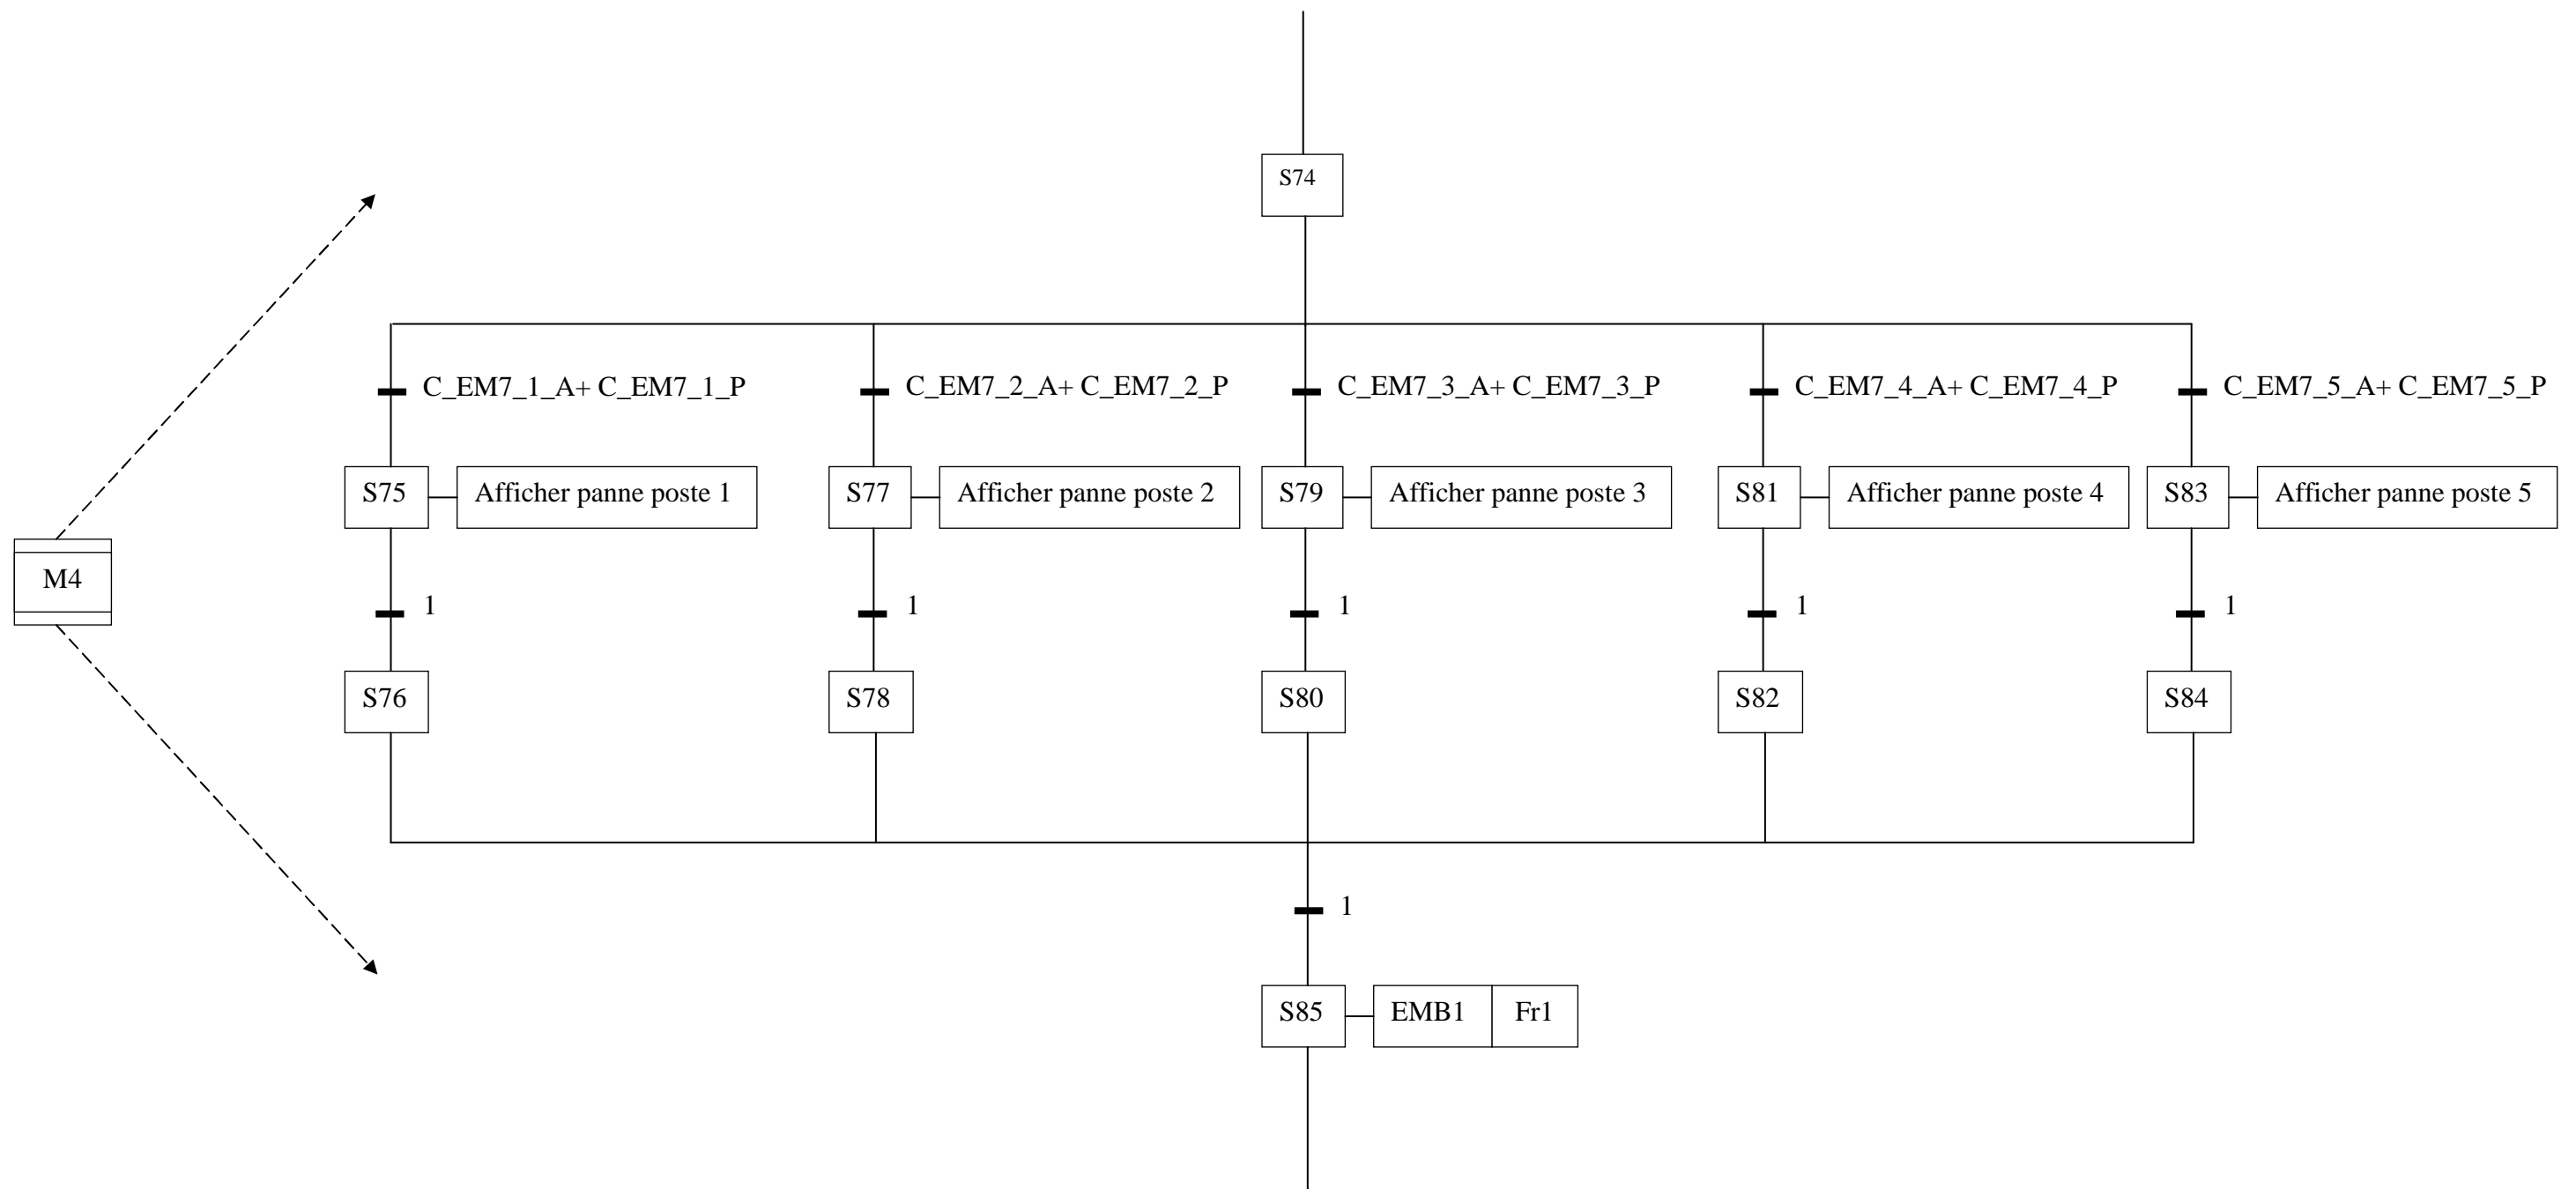 S74
C_EM7_1_A+ C_EM7_1_P
C_EM7_2_A+ C_EM7_2_P
C_EM7_3_A+ C_EM7_3_P
C_EM7_4_A+ C_EM7_4_P
C_EM7_5_A+ C_EM7_5_P
S75 Afficher panne poste 1
S77 Afficher panne poste 2
S79 Afficher panne poste 3
S81 Afficher panne poste 4
S83 Afficher panne poste 5
M4
1
1
1
1
1
S76
S78
S80
S82
S84
1
S85 EMB1 Fr1